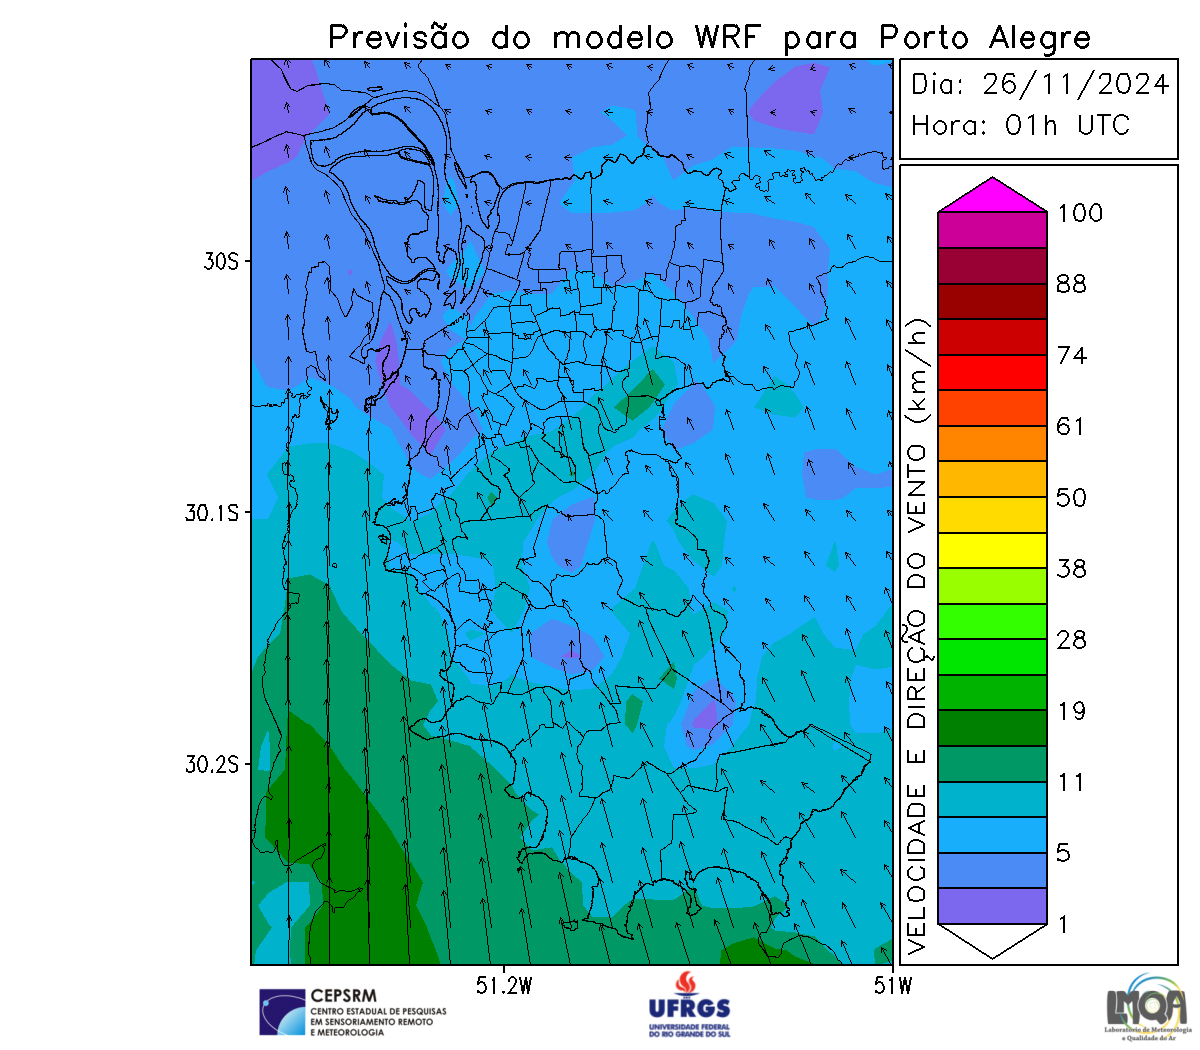 Previsão do modelo WRF para Porto Alegre
Dia: 26/11/2024
Hora: 01h UTC
30S
30.1S
30.2S
51.2W
51W
VELOCIDADE E DIREÇÃO DO VENTO (km/h)
100
88
74
61
50
38
28
19
11
5
1
CEPSRM
CENTRO ESTADUAL DE PESQUISAS
EM SENSORIAMENTO REMOTO
E METEOROLOGIA
UFRGS
UNIVERSIDADE FEDERAL
DO RIO GRANDE DO SUL
LMQA
Laboratório de Meteorologia
e Qualidade do Ar